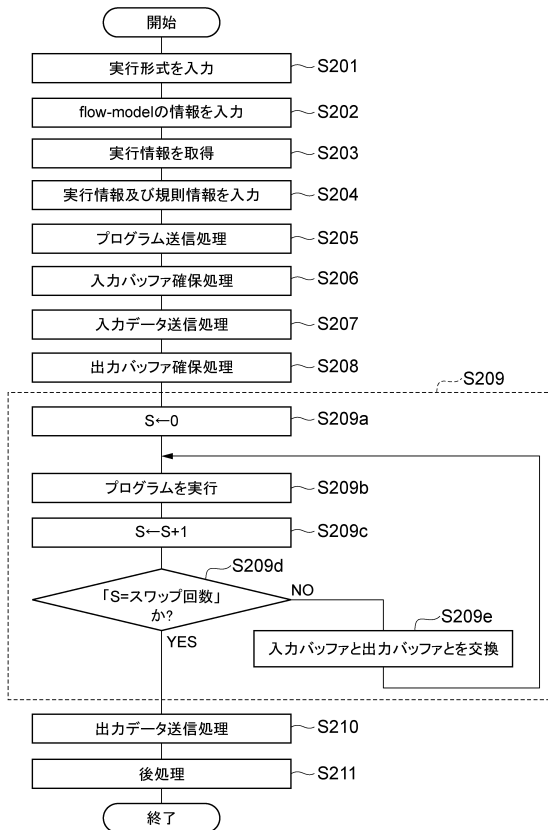 開始
実行形式を入力
S201
flow-modelの情報を入力
S202
実行情報を取得
S203
実行情報及び規則情報を入力
S204
プログラム送信処理
S205
入力バッファ確保処理
S206
入力データ送信処理
S207
出力バッファ確保処理
S208
S209
S←0
S209a
プログラムを実行
S209b
S←S+1
S209c
S209d
「S=スワップ回数」
か?
NO
YES
S209e
入力バッファと出力バッファとを交換
出力データ送信処理
S210
後処理
S211
終了